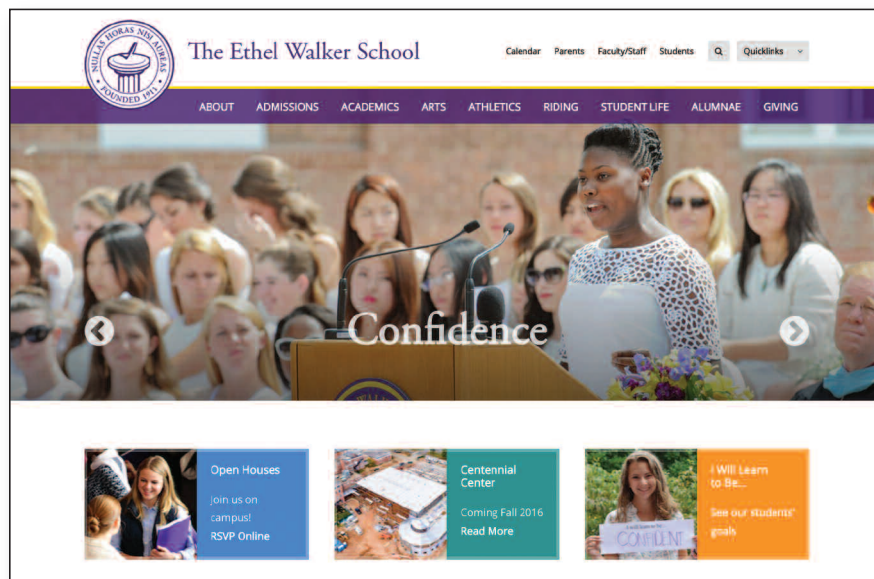 NULLAS HORAS NISI AUREAS
FOUNDED 1911
The Ethel Walker School
Calendar Parents Faculty/Staff Students Quicklinks
ABOUT ADMISSIONS ACADEMICS ARTS ATHLETICS RIDING STUDENT LIFE ALUMNAE GIVING
Confidence
Open Houses
Join us on
campus!
RSVP Online
Centennial
Center
Coming Fall 2016
Read More
I Will Learn
to Be...
See our students'
goals
CONFIDENT